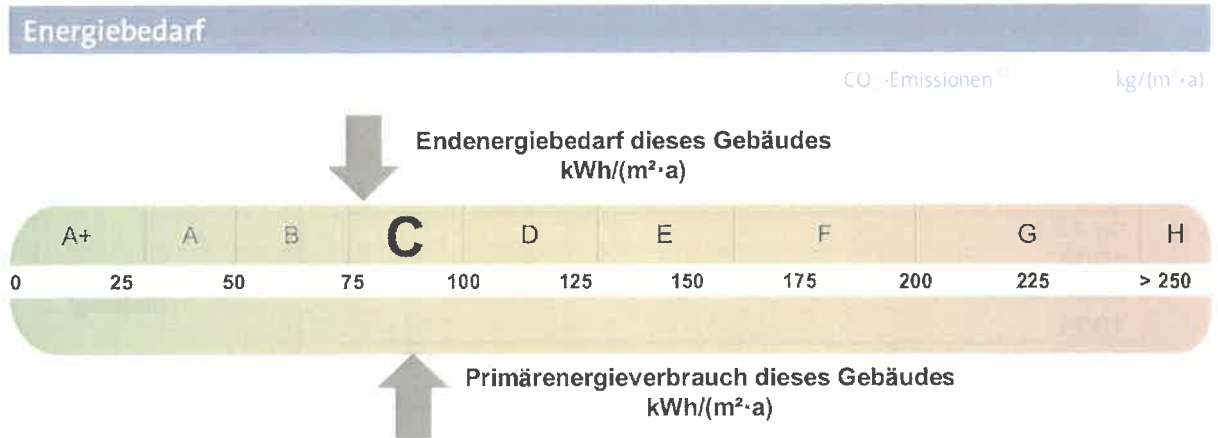 Energiebedarf
CO₂-Emissionen kg/(m²·a)
Endenergiebedarf dieses Gebäudes
kWh/(m²·a)
A+ A B C D E F G H
0 25 50 75 100 125 150 175 200 225 > 250
Primärenergieverbrauch dieses Gebäudes
kWh/(m²·a)